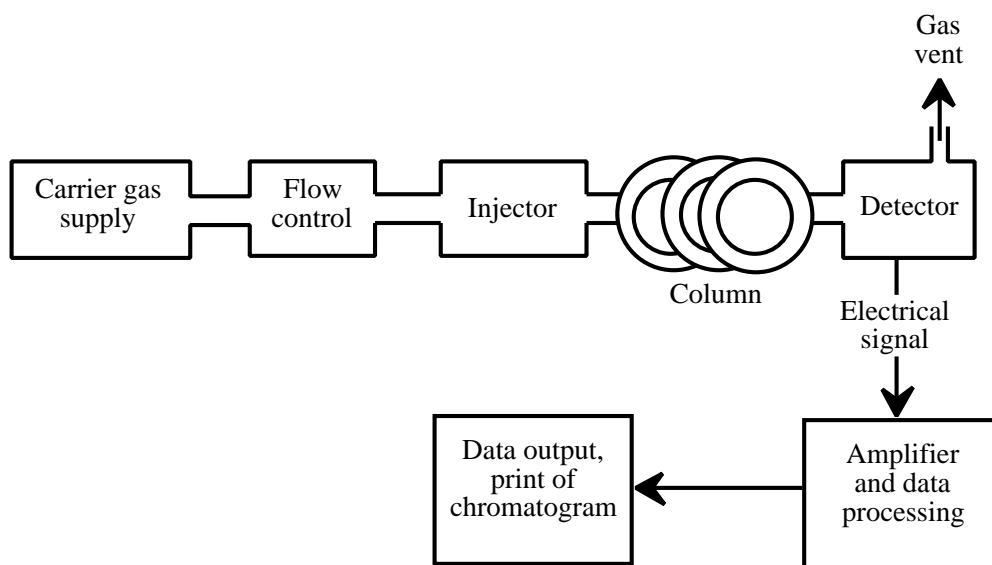 Gas
vent
Carrier gas
supply
Flow
control
Injector
Column
Detector
Electrical
signal
Data output,
print of
chromatogram
Amplifier
and data
processing